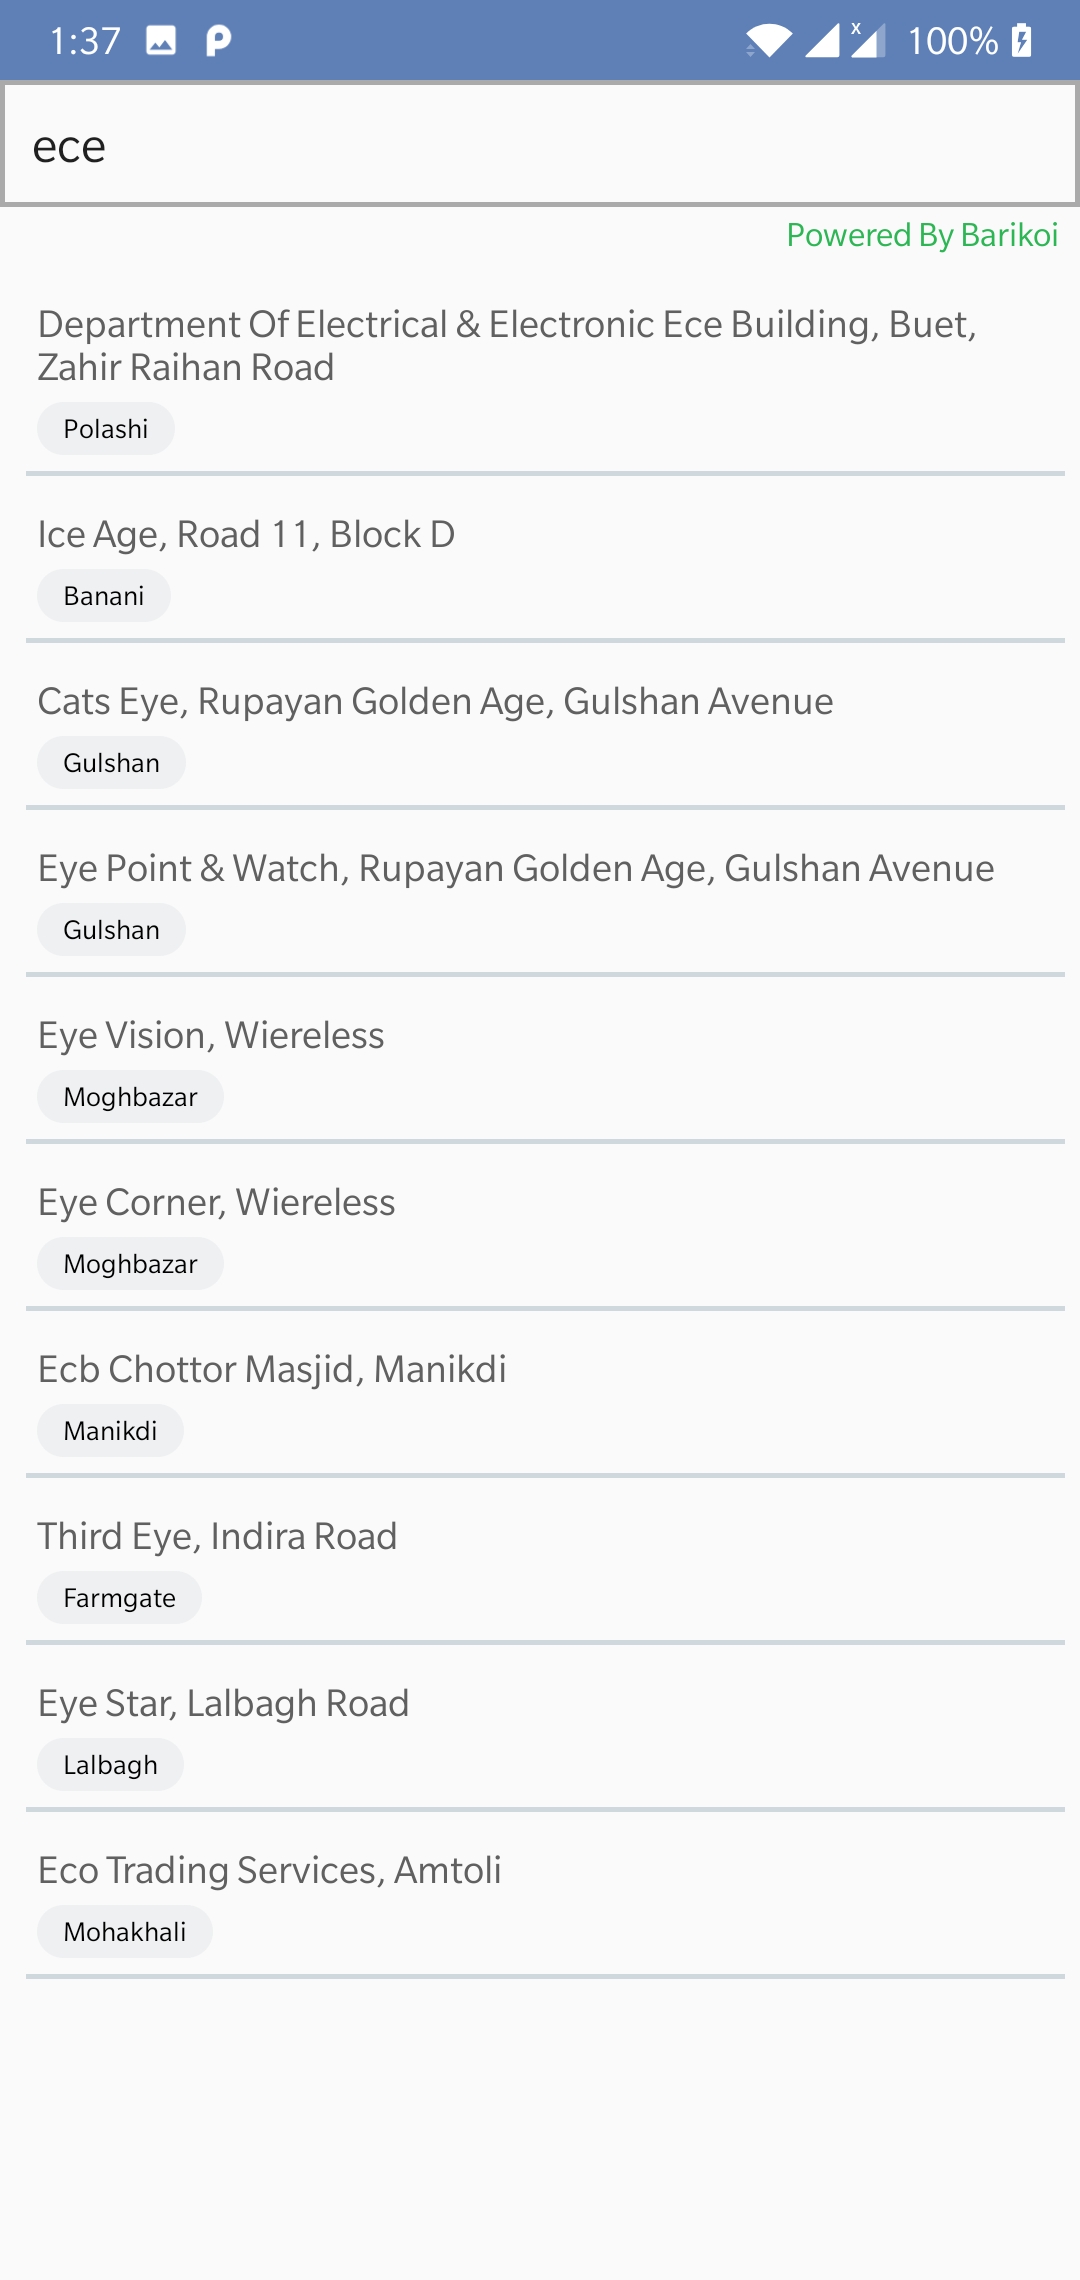 1:37
x
100%
ece
Powered By Barikoi
Department Of Electrical & Electronic Ece Building, Buet,
Zahir Raihan Road
Polashi
Ice Age, Road 11, Block D
Banani
Cats Eye, Rupayan Golden Age, Gulshan Avenue
Gulshan
Eye Point & Watch, Rupayan Golden Age, Gulshan Avenue
Gulshan
Eye Vision, Wiereless
Moghbazar
Eye Corner, Wiereless
Moghbazar
Ecb Chottor Masjid, Manikdi
Manikdi
Third Eye, Indira Road
Farmgate
Eye Star, Lalbagh Road
Lalbagh
Eco Trading Services, Amtoli
Mohakhali